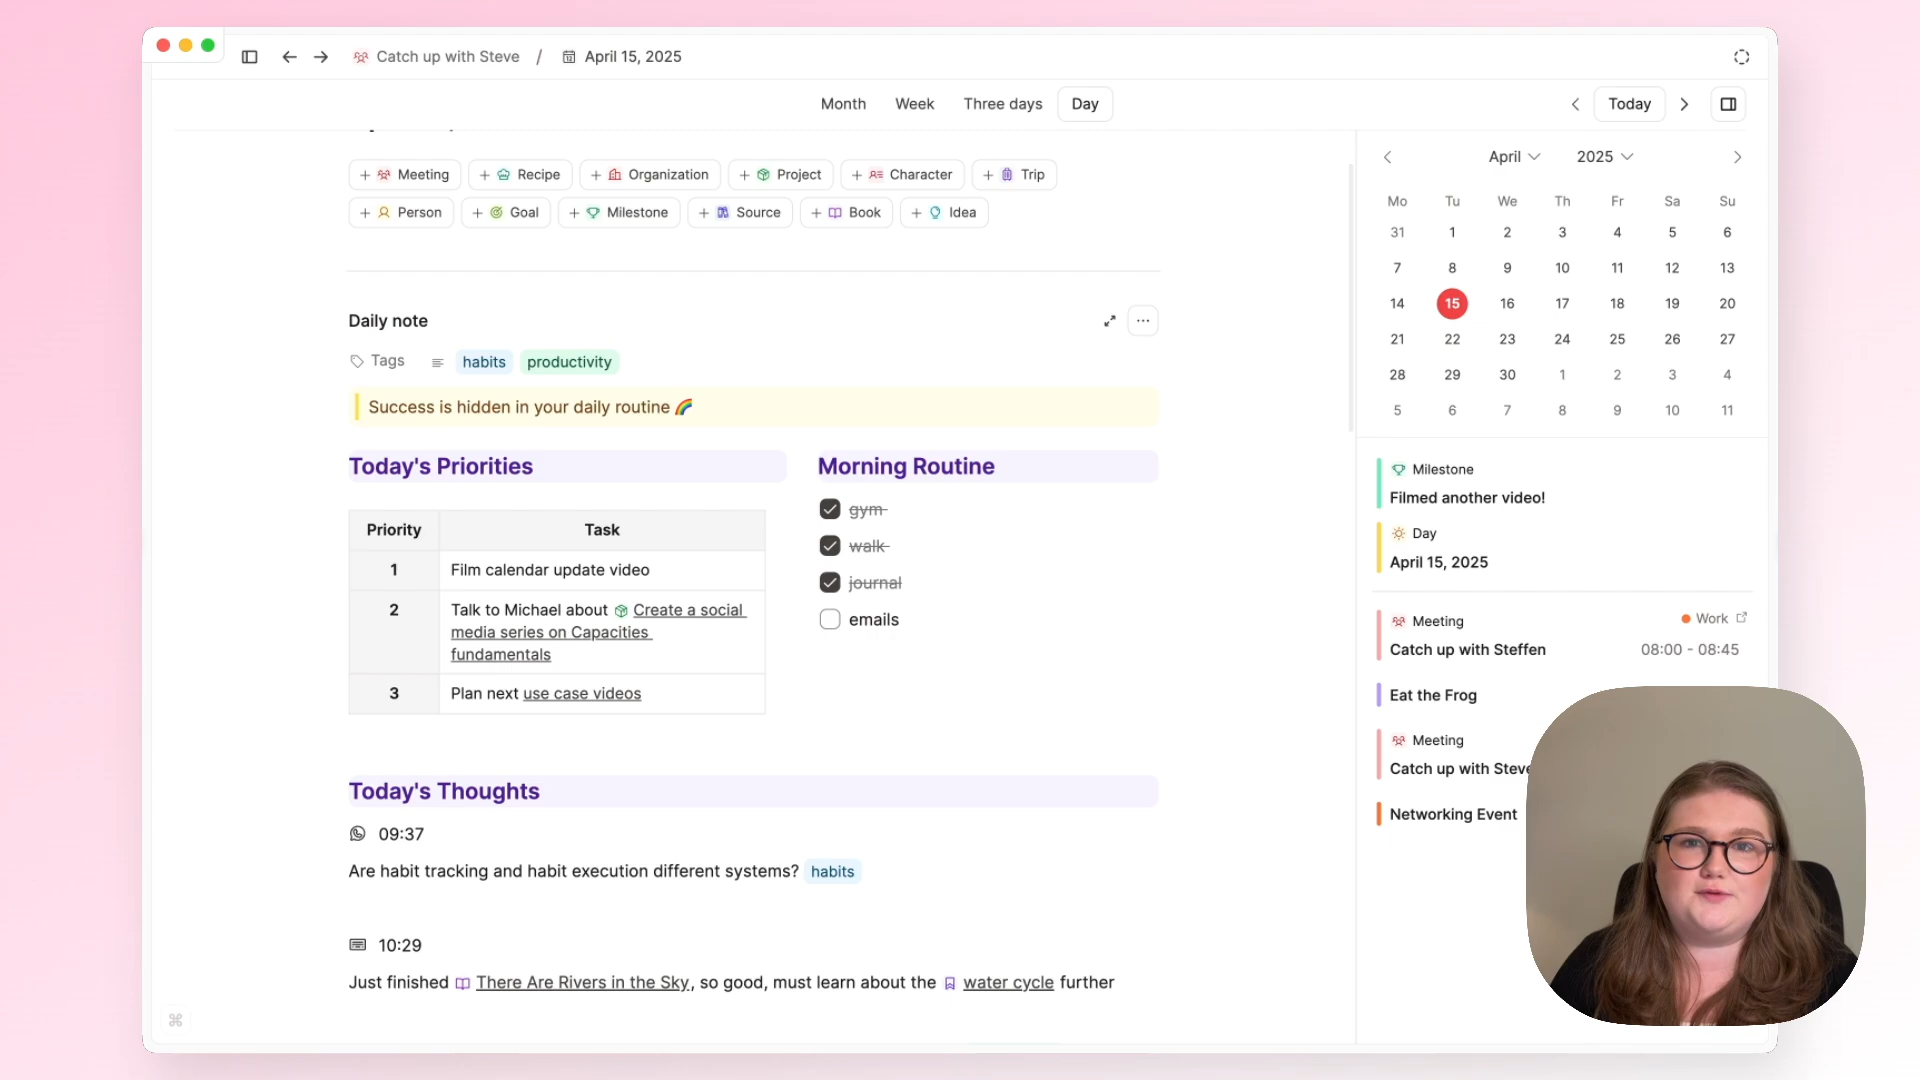 Catch up with Steve / April 15, 2025
Month Week Three days Day
Today
+ Meeting + Recipe + Organization + Project + Character + Trip
+ Person + Goal + Milestone + Source + Book + Idea
Daily note
Tags habits productivity
Success is hidden in your daily routine 🌈
Today's Priorities
Priority Task
1 Film calendar update video
2 Talk to Michael about Create a social
media series on Capacities
fundamentals
3 Plan next use case videos
Morning Routine
gym
walk
journal
emails
Today's Thoughts
09:37
Are habit tracking and habit execution different systems? habits
10:29
Just finished There Are Rivers in the Sky, so good, must learn about the water cycle further
April 2025
Mo Tu We Th Fr Sa Su
31 1 2 3 4 5 6
7 8 9 10 11 12 13
14 15 16 17 18 19 20
21 22 23 24 25 26 27
28 29 30 1 2 3 4
5 6 7 8 9 10 11
Milestone
Filmed another video!
Day
April 15, 2025
Meeting Work
Catch up with Steffen 08:00 - 08:45
Eat the Frog
Meeting
Catch up with Steve
Networking Event